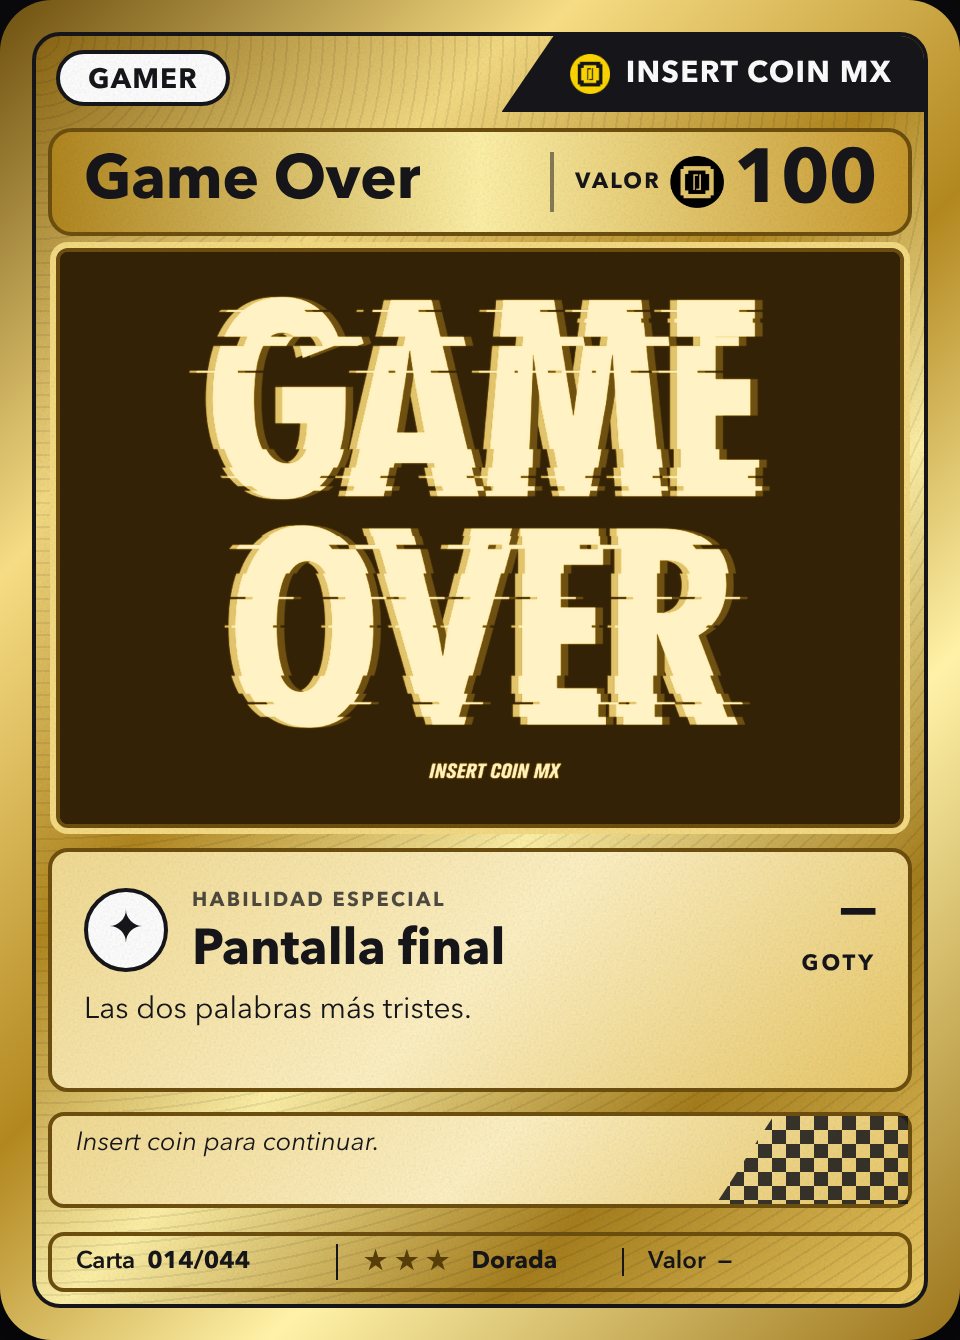 GAMER
INSERT COIN MX
Game Over
VALOR 100
GAME
OVER
INSERT COIN MX
HABILIDAD ESPECIAL
Pantalla final
–
GOTY
Las dos palabras más tristes.
Insert coin para continuar.
Carta 014/044 ★★★ Dorada Valor –